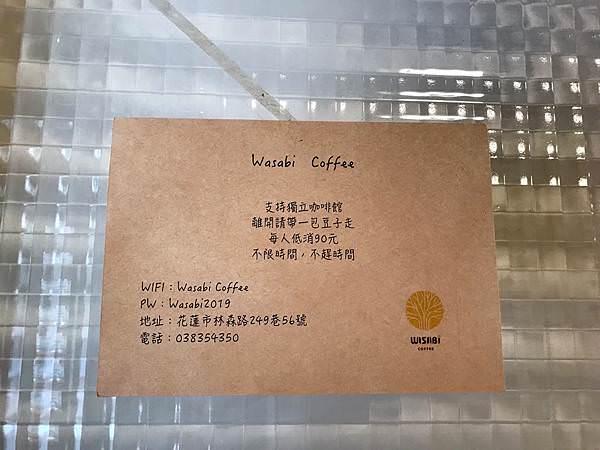 Wasabi Coffee
支持獨立咖啡館
離開請帶一包豆子走
每人低消90元
不限時間，不趕時間
WIFI：Wasabi Coffee
PW：Wasabi2019
地址：花蓮市林森路249巷56號
電話：038354350
WISABI
COFFEE